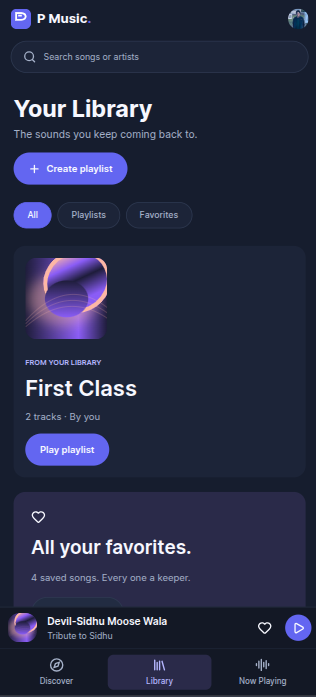 P Music.
Search songs or artists
Your Library
The sounds you keep coming back to.
Create playlist
All
Playlists
Favorites
FROM YOUR LIBRARY
First Class
2 tracks · By you
Play playlist
All your favorites.
4 saved songs. Every one a keeper.
Devil-Sidhu Moose Wala
Tribute to Sidhu
Discover
Library
Now Playing